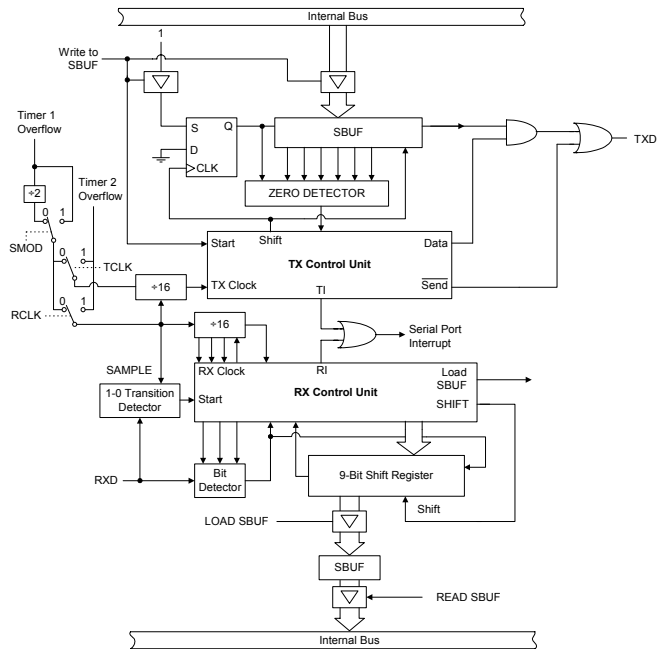 Internal Bus
1
Write to
SBUF
S
Q
D
CLK
SBUF
TXD
Timer 1
Overflow
÷2
Timer 2
Overflow
ZERO DETECTOR
0
1
SMOD
Shift
Start
Data
TX Control Unit
0
1
TCLK
÷16
TX Clock
TI
Send
RCLK
0
1
÷16
Serial Port
Interrupt
SAMPLE
RX Clock
RI
Load
SBUF
1-0 Transition
Detector
Start
RX Control Unit
SHIFT
RXD
Bit
Detector
9-Bit Shift Register
Shift
LOAD SBUF
SBUF
READ SBUF
Internal Bus